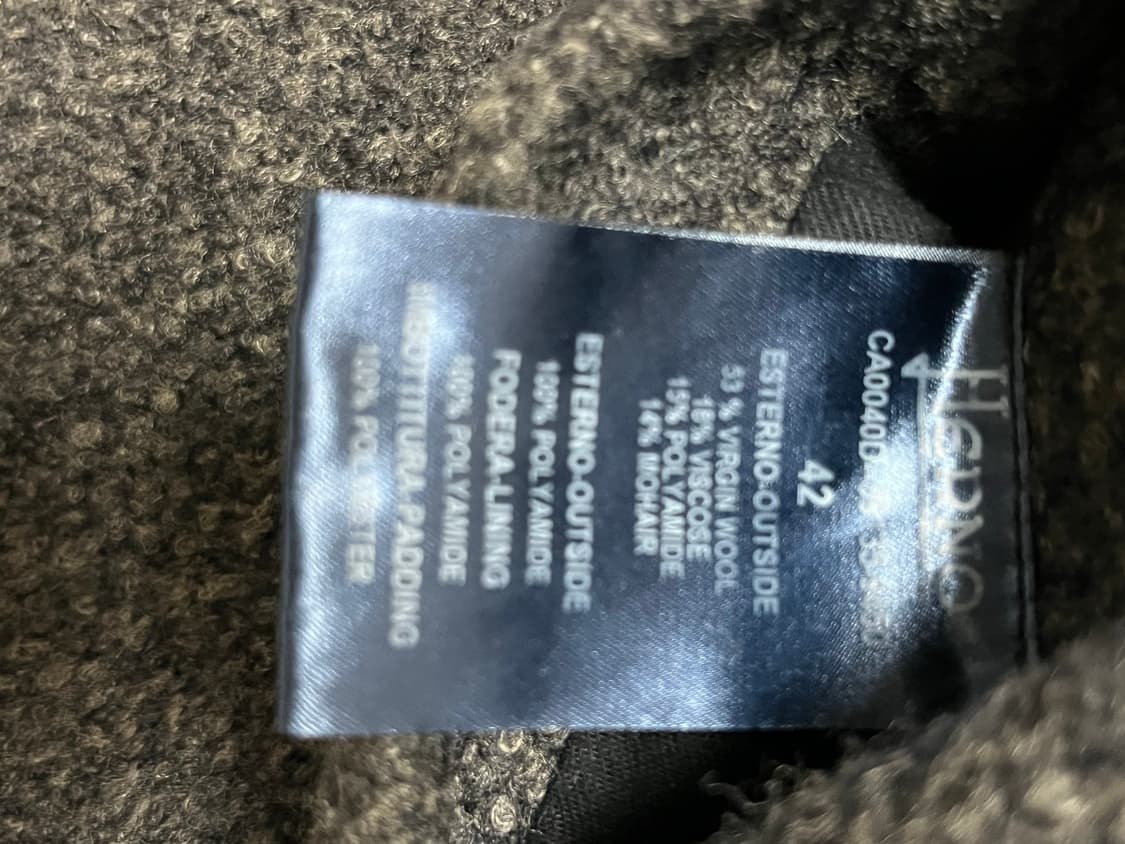 HERNO
42
ESTERNO-OUTSIDE
53 % VIRGIN WOOL
18% VISCOSE
15% POLYAMIDE
14% MOHAIR
ESTERNO-OUTSIDE
100% POLYAMIDE
FODERA-LINING
100% POLYAMIDE
IMBOTTITURA-PADDING
100% POLYESTER